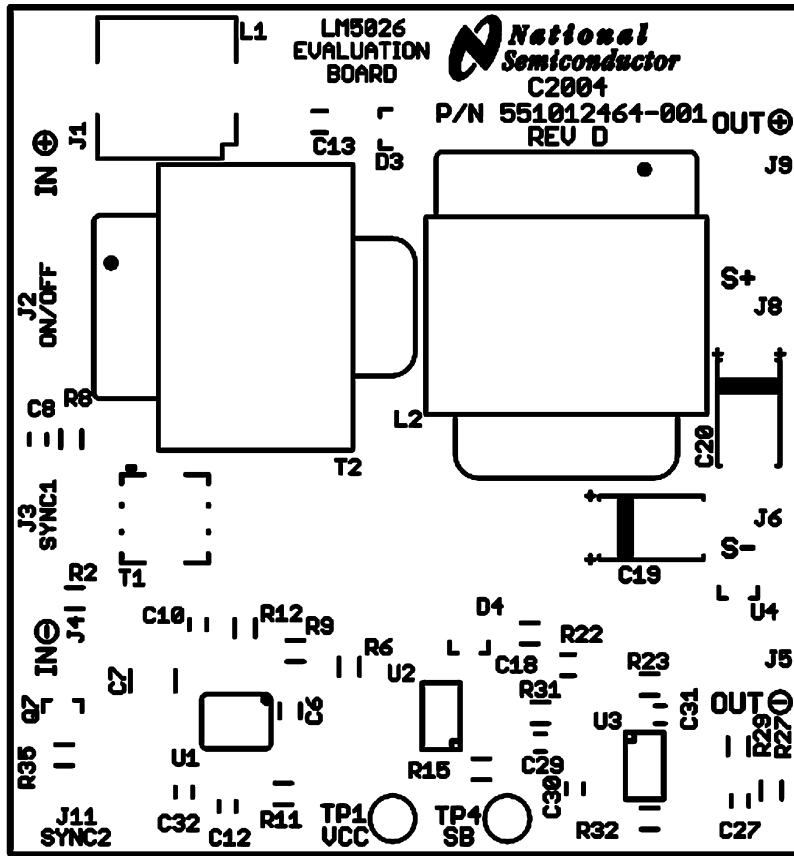 L1
LM5026
EVALUATION
BOARD
National
Semiconductor
C2004
P/N 551012464-001
REV D
OUT+
J1
C13
D3
J9
IN +
S+
J2
ON/OFF
J8
C8
R8
L2
C20
T2
J3
SYNC1
J6
S-
C19
R2
T1
U4
J4
IN -
C10
R12
R9
D4
R22
C18
R6
U2
R23
J5
C7
R31
C31
OUT-
Q7
C6
U3
R29
R27
R35
U1
R15
C29
C30
J11
SYNC2
C32
C12
R11
TP1
VCC
TP4
SB
R32
C27